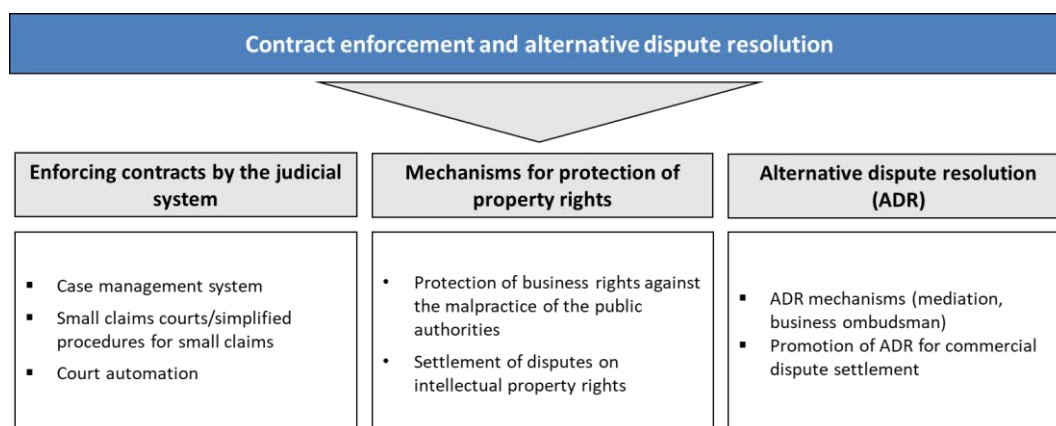 Contract enforcement and alternative dispute resolution
Enforcing contracts by the judicial
system
▪ Case management system
▪ Small claims courts/simplified
procedures for small claims
▪ Court automation
Mechanisms for protection of
property rights
• Protection of business rights against
the malpractice of the public
authorities
• Settlement of disputes on
intellectual property rights
Alternative dispute resolution
(ADR)
▪ ADR mechanisms (mediation,
business ombudsman)
▪ Promotion of ADR for commercial
dispute settlement